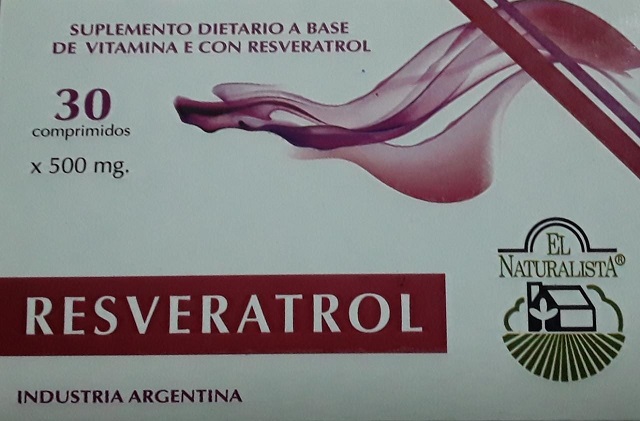 SUPLEMENTO DIETARIO A BASE
DE VITAMINA E CON RESVERATROL
30
comprimidos
x 500 mg.
EL
NATURALISTA®
RESVERATROL
INDUSTRIA ARGENTINA